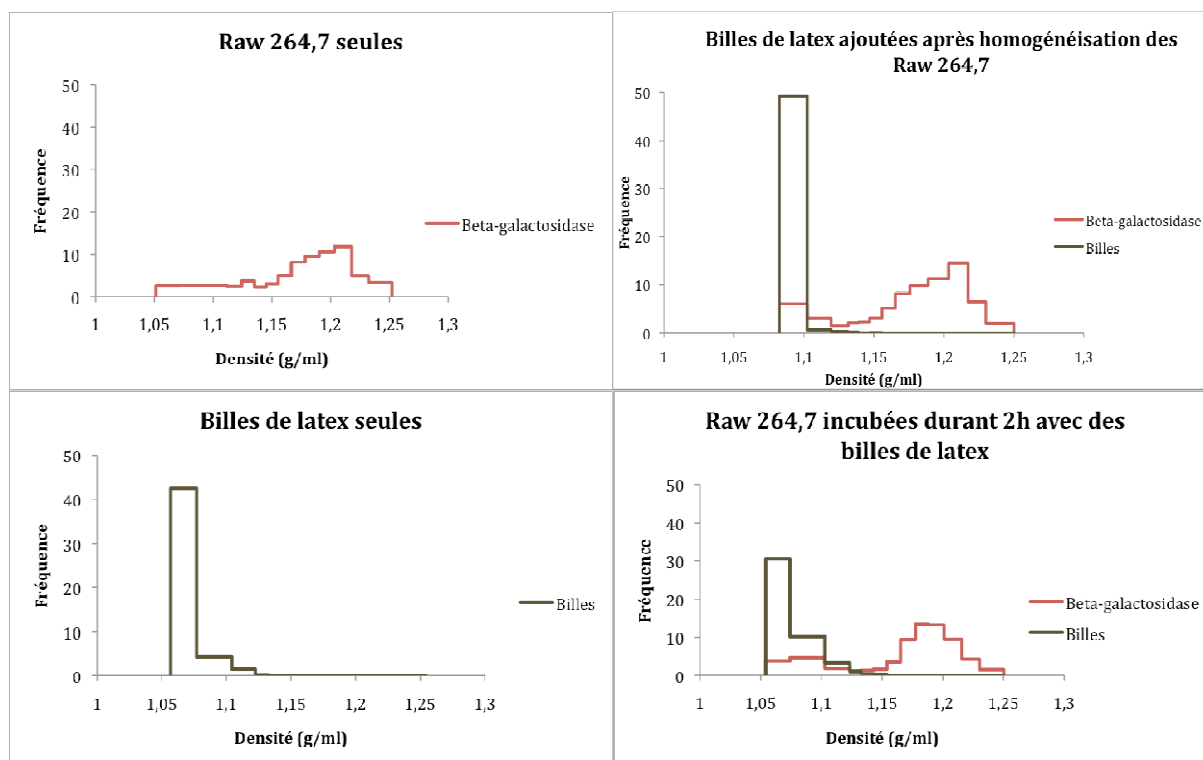 Raw 264,7 seules
50
40
30
20
10
0
Fréquence
1 1,05 1,1 1,15 1,2 1,25 1,3
Densité (g/ml)
Beta-galactosidase
Billes de latex ajoutées après homogénéisation des
Raw 264,7
50
40
30
20
10
0
Fréquence
1 1,05 1,1 1,15 1,2 1,25 1,3
Densité (g/ml)
Beta-galactosidase
Billes
Billes de latex seules
50
40
30
20
10
0
Fréquence
1 1,05 1,1 1,15 1,2 1,25 1,3
Densité (g/ml)
Billes
Raw 264,7 incubées durant 2h avec des
billes de latex
50
40
30
20
10
0
Fréquence
1 1,05 1,1 1,15 1,2 1,25 1,3
Densité (g/ml)
Beta-galactosidase
Billes